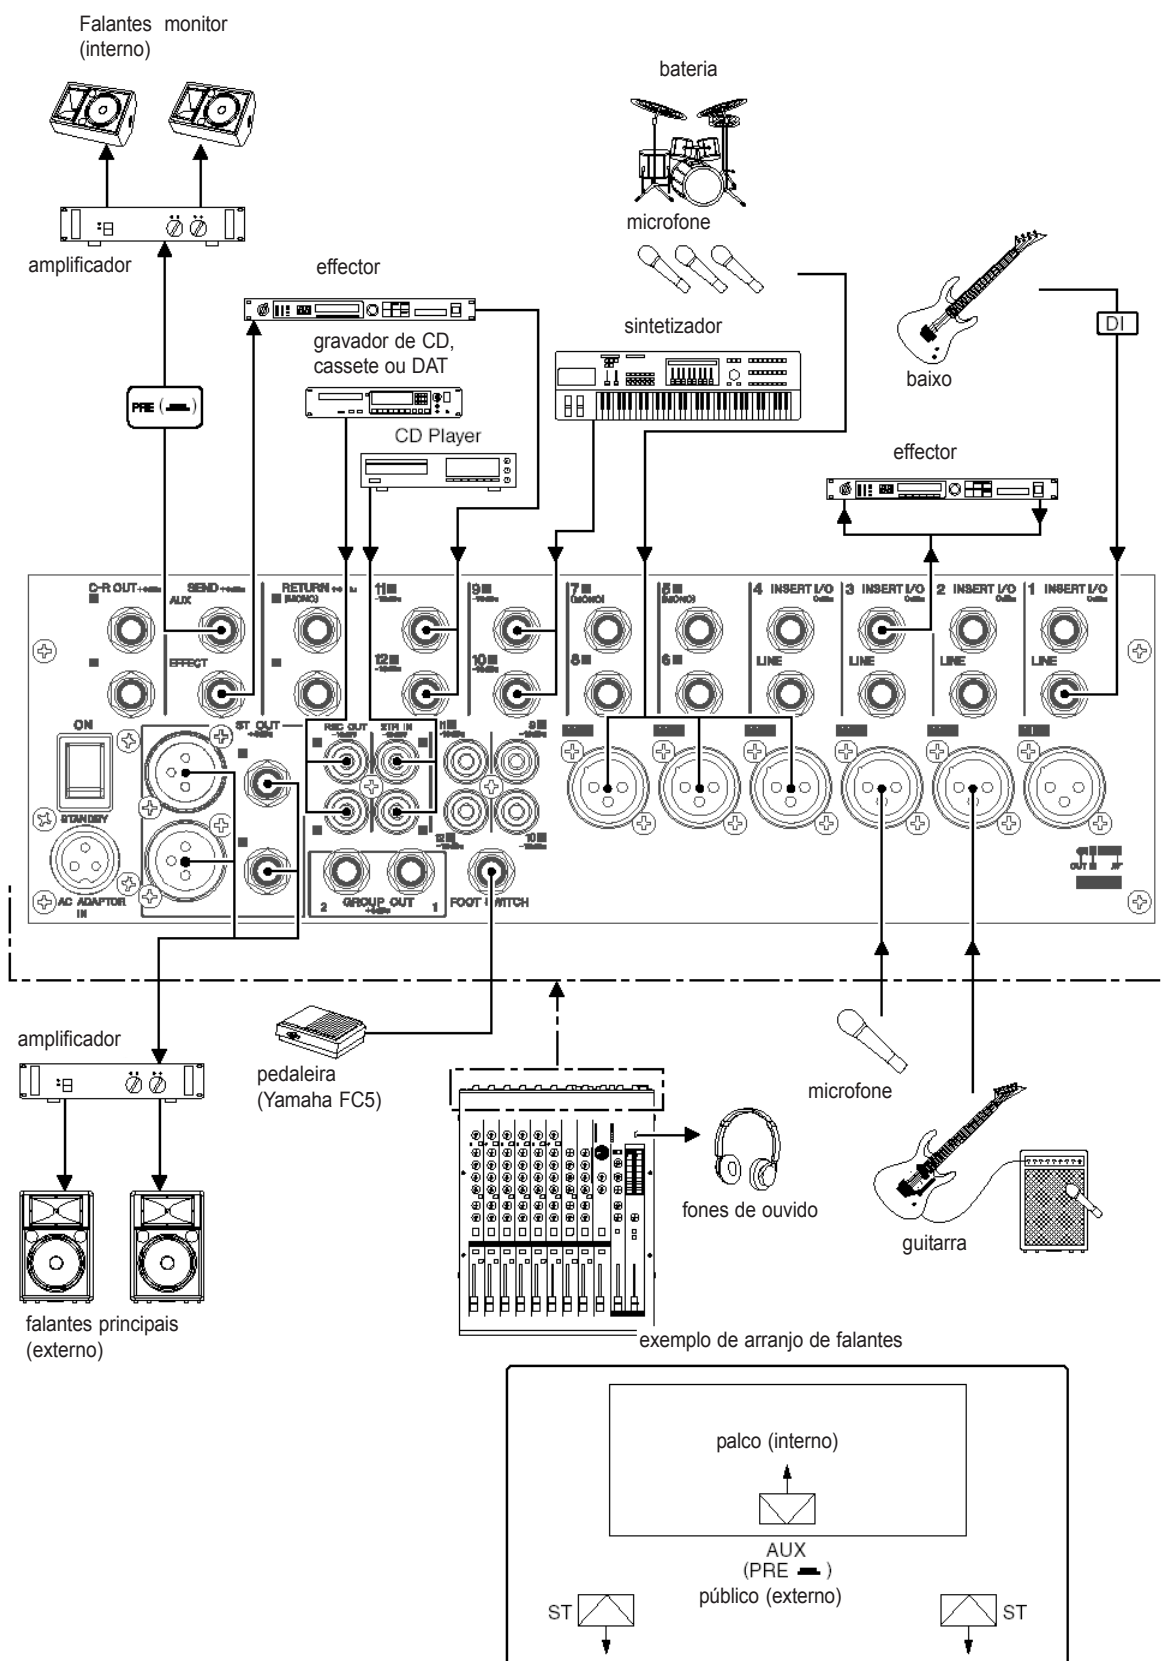 Falantes monitor
(interno)
bateria
microfone
amplificador
effector
gravador de CD,
cassete ou DAT
sintetizador
DI
baixo
PRE
CD Player
effector
C-R OUT
SEND
AUX
RETURN
(MONO)
11
9
7
(MONO)
5
(MONO)
4 INSERT I/O
3 INSERT I/O
2 INSERT I/O
1 INSERT I/O
EFFECT
12
10
8
6
LINE
LINE
LINE
LINE
ON
ST OUT
REC OUT
11
9
STANDBY
12
10
AC ADAPTOR
IN
2 GROUP OUT 1
FOOT SWITCH
amplificador
pedaleira
(Yamaha FC5)
microfone
fones de ouvido
guitarra
falantes principais
(externo)
exemplo de arranjo de falantes
palco (interno)
AUX
(PRE )
público (externo)
ST
ST